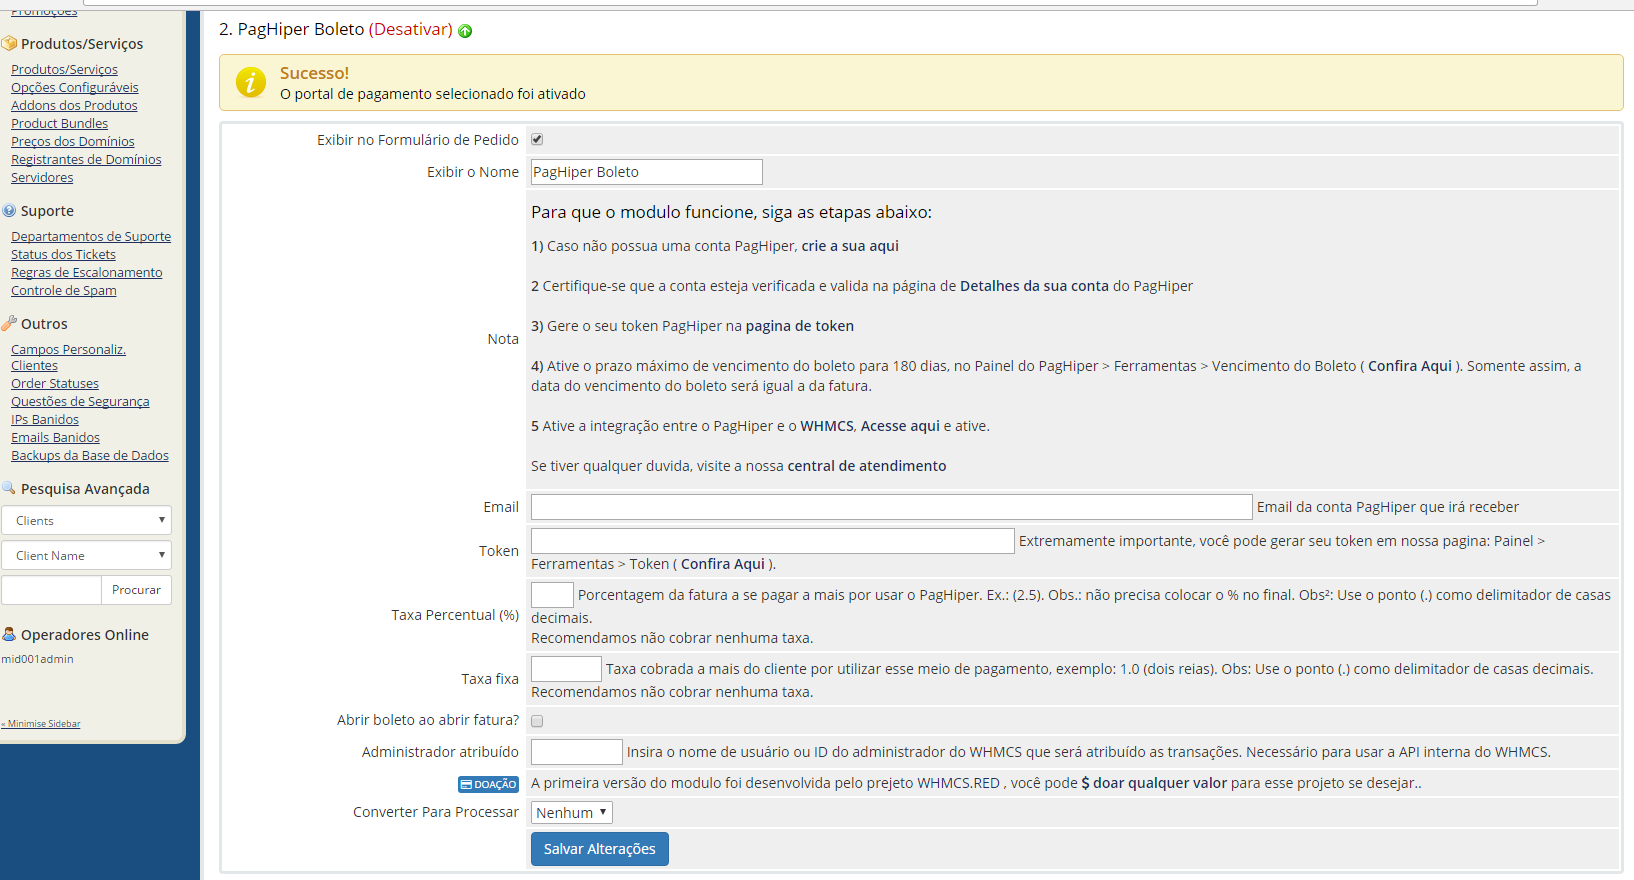 Promoções
Produtos/Serviços
Produtos/Serviços
Opções Configuráveis
Addons dos Produtos
Product Bundles
Preços dos Domínios
Registrantes de Domínios
Servidores
Suporte
Departamentos de Suporte
Status dos Tickets
Regras de Escalonamento
Controle de Spam
Outros
Campos Personaliz.
Clientes
Order Statuses
Questões de Segurança
IPs Banidos
Emails Banidos
Backups da Base de Dados
Pesquisa Avançada
Clients
Client Name
Procurar
Operadores Online
mid001admin
« Minimise Sidebar
2. PagHiper Boleto (Desativar)
Sucesso!
O portal de pagamento selecionado foi ativado
Exibir no Formulário de Pedido
Exibir o Nome PagHiper Boleto
Nota
Para que o modulo funcione, siga as etapas abaixo:
1) Caso não possua uma conta PagHiper, crie a sua aqui
2 Certifique-se que a conta esteja verificada e valida na página de Detalhes da sua conta do PagHiper
3) Gere o seu token PagHiper na pagina de token
4) Ative o prazo máximo de vencimento do boleto para 180 dias, no Painel do PagHiper > Ferramentas > Vencimento do Boleto ( Confira Aqui ). Somente assim, a
data do vencimento do boleto será igual a da fatura.
5 Ative a integração entre o PagHiper e o WHMCS, Acesse aqui e ative.
Se tiver qualquer duvida, visite a nossa central de atendimento
Email Email da conta PagHiper que irá receber
Token Extremamente importante, você pode gerar seu token em nossa pagina: Painel >
Ferramentas > Token ( Confira Aqui ).
Taxa Percentual (%) Porcentagem da fatura a se pagar a mais por usar o PagHiper. Ex.: (2.5). Obs.: não precisa colocar o % no final. Obs²: Use o ponto (.) como delimitador de casas
decimais.
Recomendamos não cobrar nenhuma taxa.
Taxa fixa Taxa cobrada a mais do cliente por utilizar esse meio de pagamento, exemplo: 1.0 (dois reias). Obs: Use o ponto (.) como delimitador de casas decimais.
Recomendamos não cobrar nenhuma taxa.
Abrir boleto ao abrir fatura?
Administrador atribuído Insira o nome de usuário ou ID do administrador do WHMCS que será atribuído as transações. Necessário para usar a API interna do WHMCS.
DOAÇÃO A primeira versão do modulo foi desenvolvida pelo prejeto WHMCS.RED , você pode $ doar qualquer valor para esse projeto se desejar..
Converter Para Processar Nenhum
Salvar Alterações